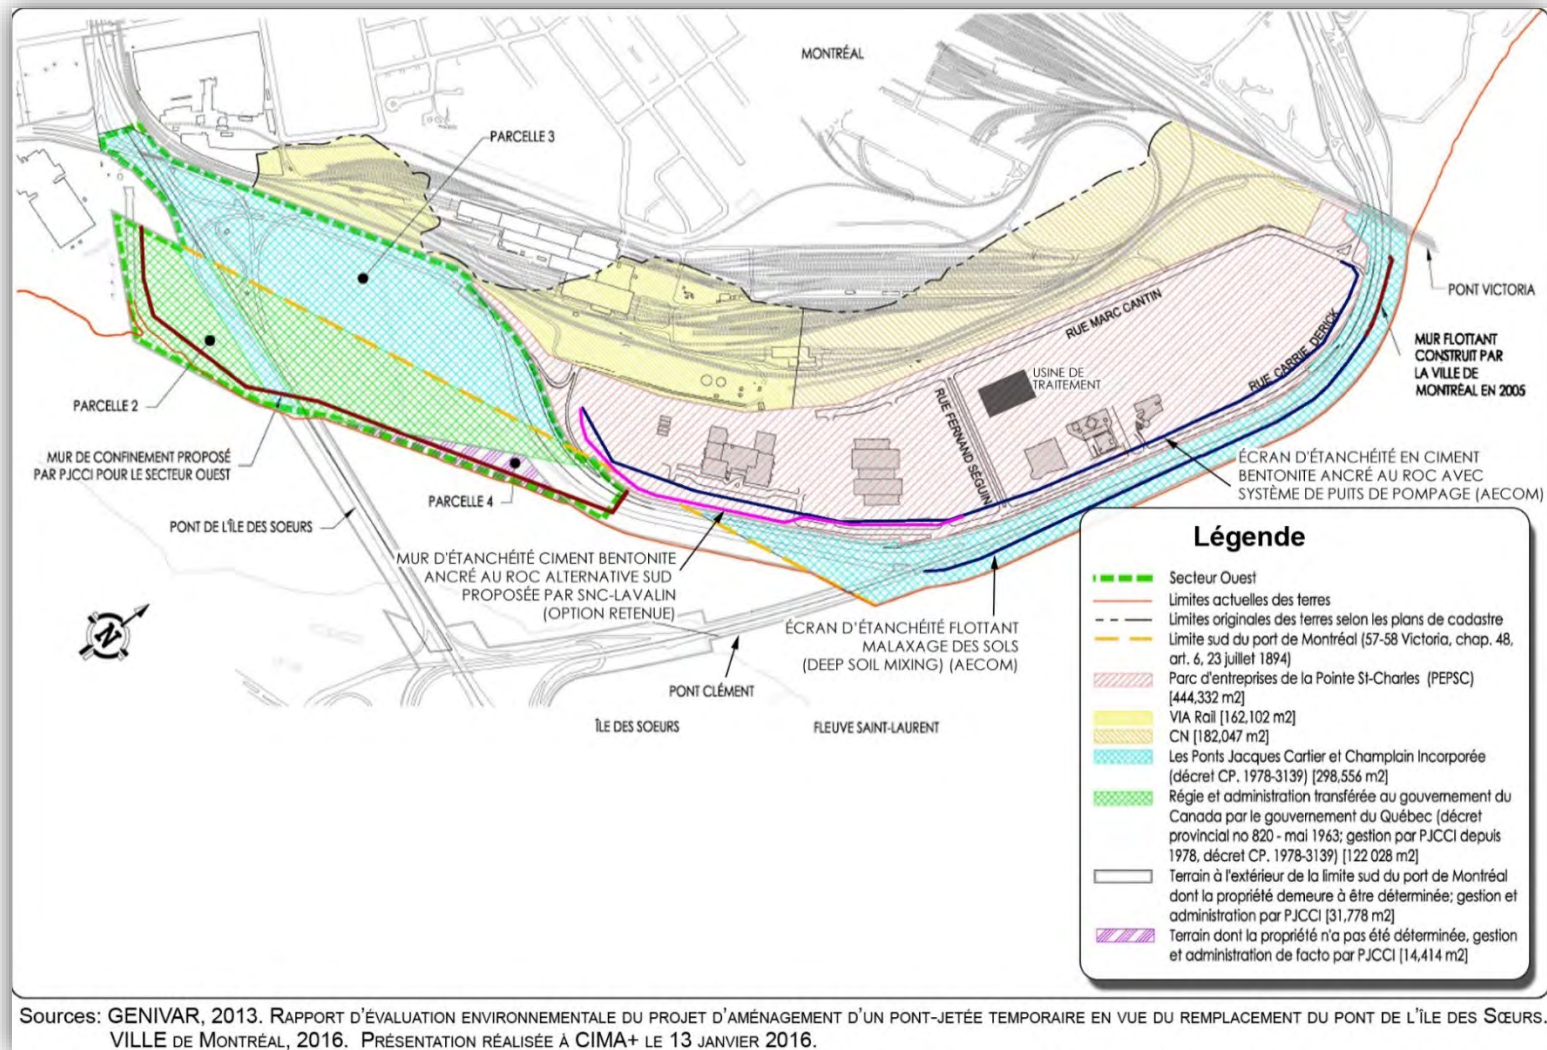 MONTRÉAL
PARCELLE 3
PONT VICTORIA
RUE MARC CANTIN
RUE CARRIE DERICK
MUR FLOTTANT
CONSTRUIT PAR
LA VILLE DE
MONTRÉAL EN 2005
USINE DE
TRAITEMENT
RUE FERNAND SÉGUIN
PARCELLE 2
MUR DE CONFINEMENT PROPOSÉ
PAR PJCCI POUR LE SECTEUR OUEST
PARCELLE 4
PONT DE L'ÎLE DES SOEURS
ÉCRAN D'ÉTANCHÉITÉ EN CIMENT
BENTONITE ANCRÉ AU ROC AVEC
SYSTÈME DE PUITS DE POMPAGE (AECOM)
MUR D'ÉTANCHÉITÉ CIMENT BENTONITE
ANCRÉ AU ROC ALTERNATIVE SUD
PROPOSÉE PAR SNC-LAVALIN
(OPTION RETENUE)
ÉCRAN D'ÉTANCHÉITÉ FLOTTANT
MALAXAGE DES SOLS
(DEEP SOIL MIXING) (AECOM)
N
PONT CLÉMENT
ÎLE DES SOEURS
FLEUVE SAINT-LAURENT
Légende
Secteur Ouest
Limites actuelles des terres
Limites originales des terres selon les plans de cadastre
Limite sud du port de Montréal (57-58 Victoria, chap. 48,
art. 6, 23 juillet 1894)
Parc d'entreprises de la Pointe St-Charles (PEPSC)
[444,332 m2]
VIA Rail [162,102 m2]
CN [182,047 m2]
Les Ponts Jacques Cartier et Champlain Incorporée
(décret CP. 1978-3139) [298,556 m2]
Régie et administration transférée au gouvernement du
Canada par le gouvernement du Québec (décret
provincial no 820 - mai 1963; gestion par PJCCI depuis
1978, décret CP. 1978-3139) [122 028 m2]
Terrain à l'extérieur de la limite sud du port de Montréal
dont la propriété demeure à être déterminée; gestion et
administration par PJCCI [31,778 m2]
Terrain dont la propriété n'a pas été déterminée, gestion
et administration de facto par PJCCI [14,414 m2]
Sources: GENIVAR, 2013. RAPPORT D'ÉVALUATION ENVIRONNEMENTALE DU PROJET D'AMÉNAGEMENT D'UN PONT-JETÉE TEMPORAIRE EN VUE DU REMPLACEMENT DU PONT DE L'ÎLE DES SŒURS.
VILLE DE MONTRÉAL, 2016. PRÉSENTATION RÉALISÉE À CIMA+ LE 13 JANVIER 2016.